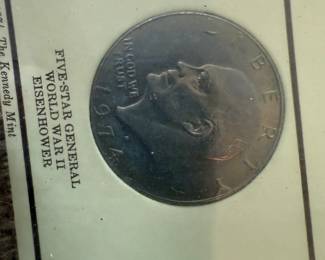 LIBERTY
IN GOD WE
TRUST
1974
FIVE-STAR GENERAL
WORLD WAR II
EISENHOWER
The Kennedy Mint